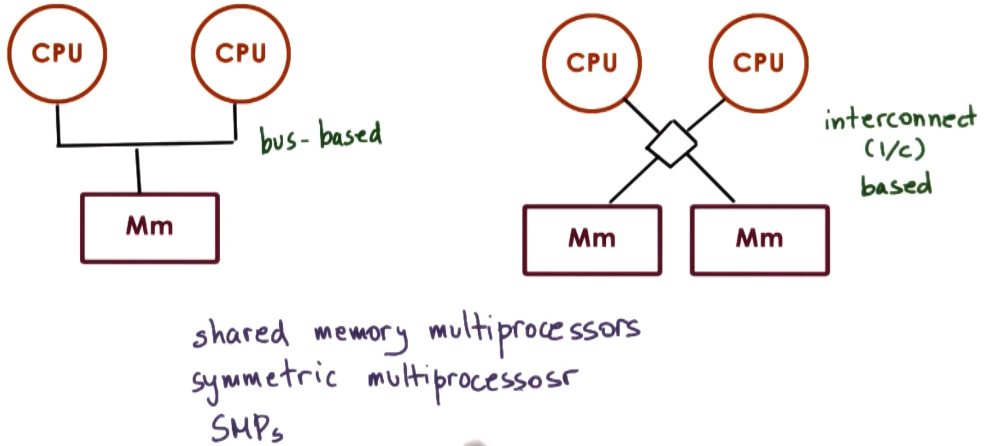 CPU
CPU
bus-based
Mm
CPU
CPU
interconnect
(I/c)
based
Mm
Mm
shared memory multiprocessors
symmetric multiprocessosr
SMPs